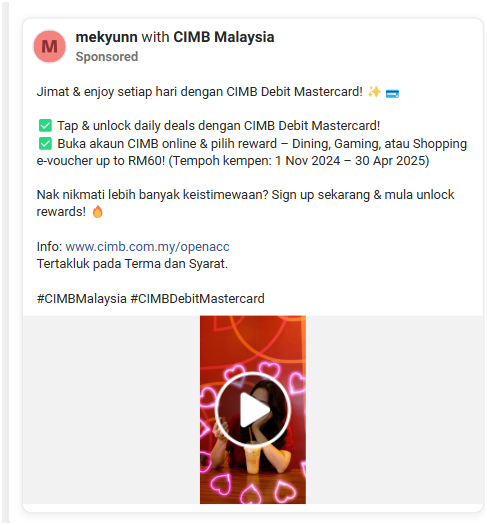 M
mekyunn with CIMB Malaysia
Sponsored
Jimat & enjoy setiap hari dengan CIMB Debit Mastercard! ✨ 💳
✅ Tap & unlock daily deals dengan CIMB Debit Mastercard!
✅ Buka akaun CIMB online & pilih reward – Dining, Gaming, atau Shopping
e-voucher up to RM60! (Tempoh kempen: 1 Nov 2024 – 30 Apr 2025)
Nak nikmati lebih banyak keistimewaan? Sign up sekarang & mula unlock
rewards! 🔥
Info: www.cimb.com.my/openacc
Tertakluk pada Terma dan Syarat.
#CIMBMalaysia #CIMBDebitMastercard